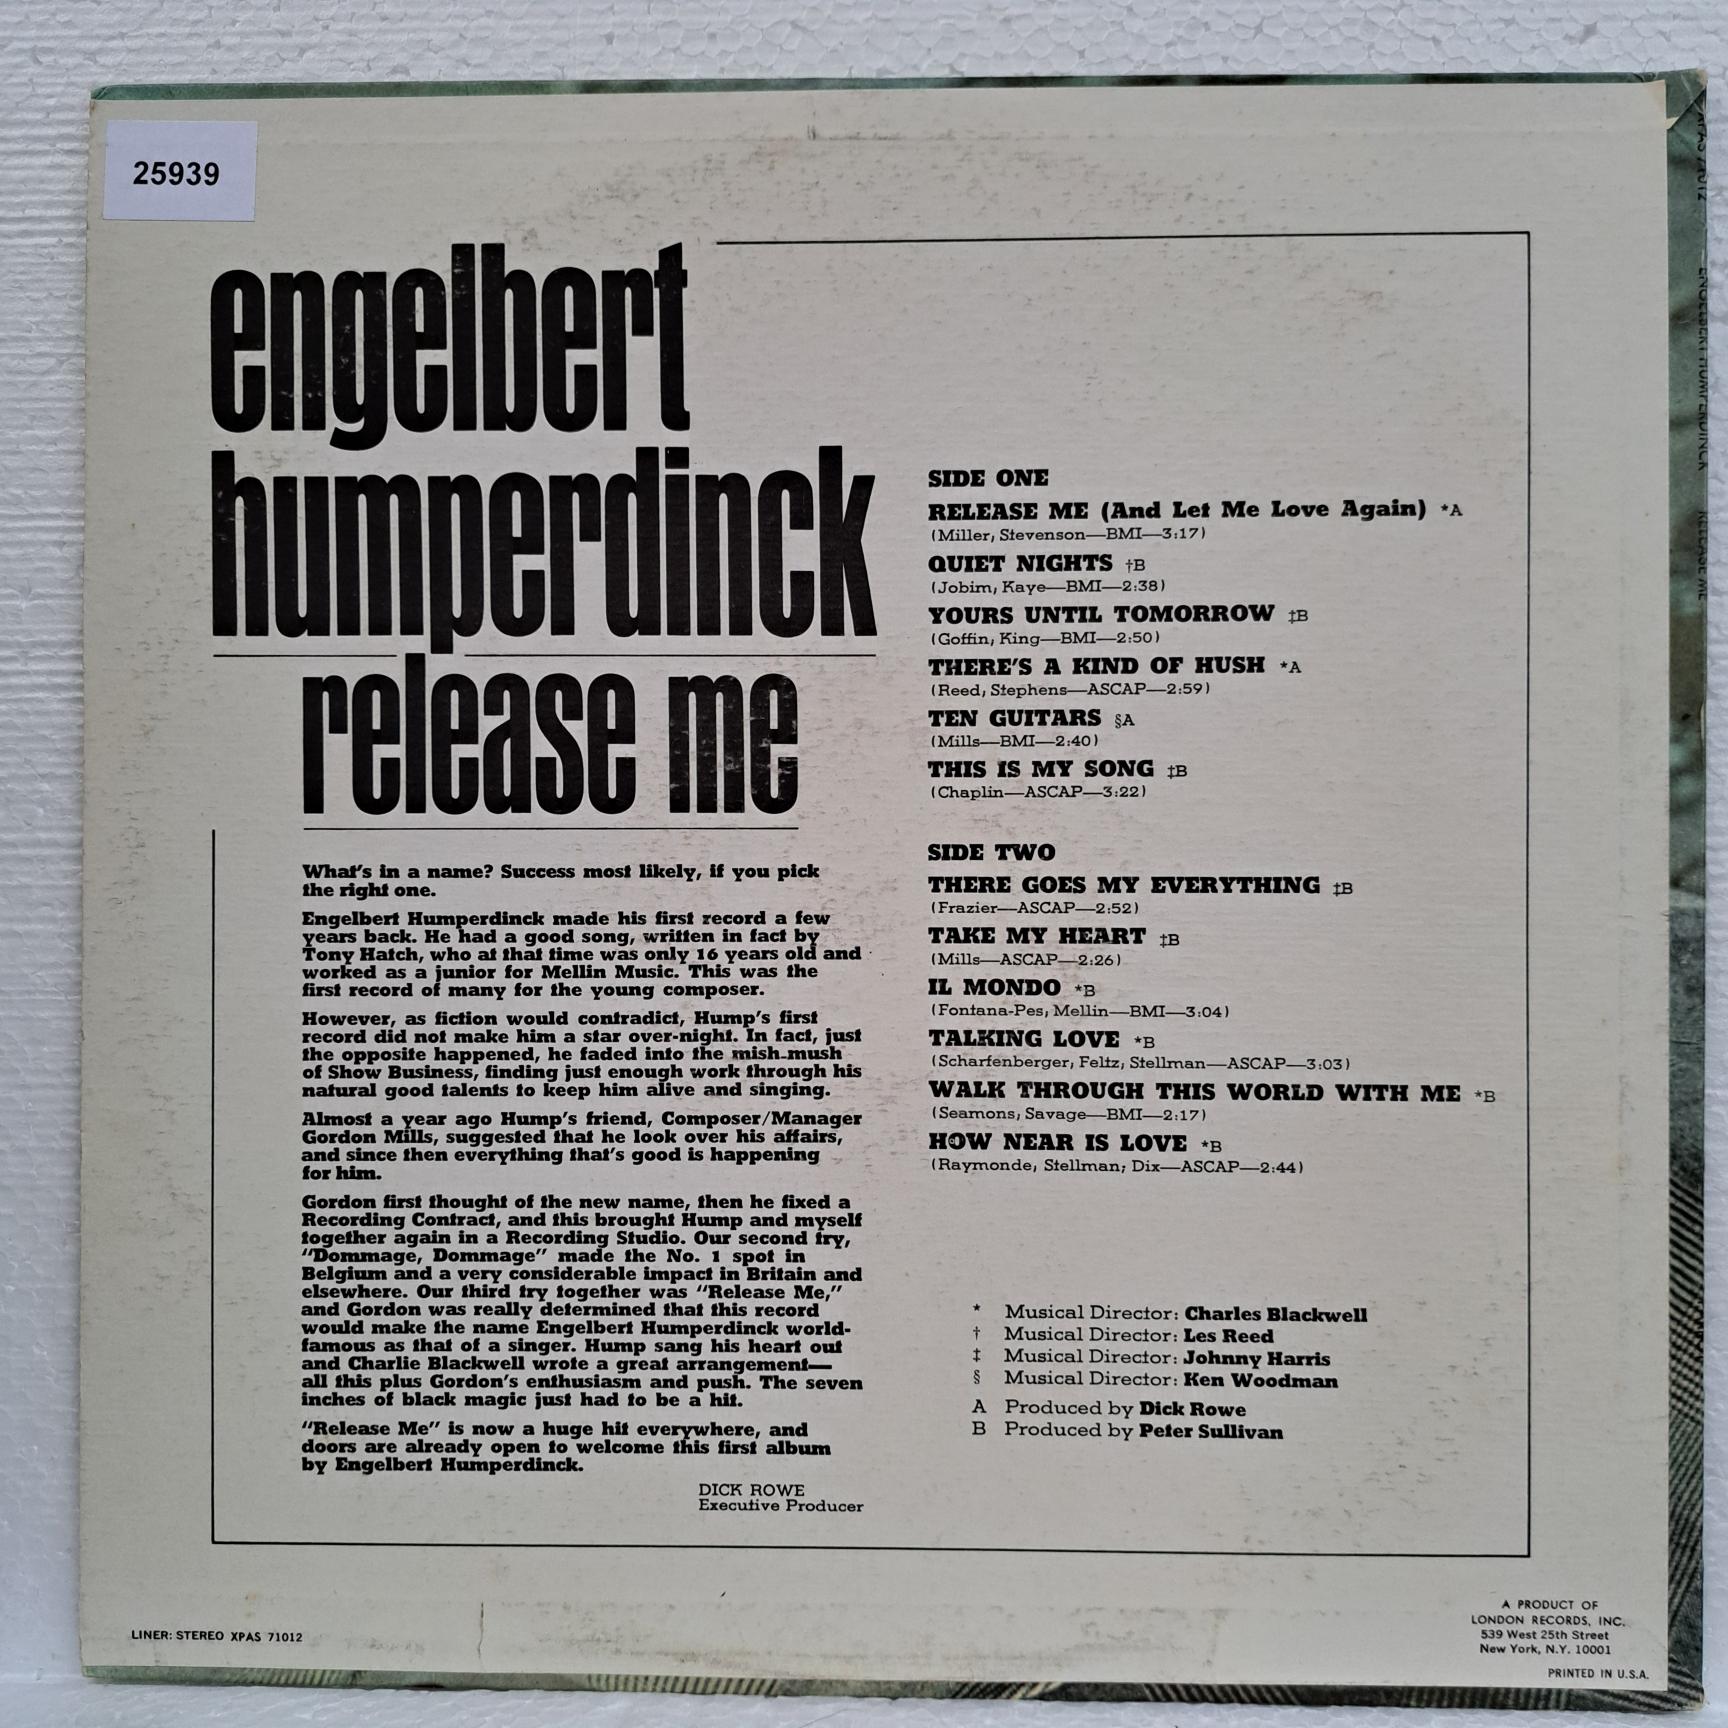 25939
engelbert
humperdinck
release me
What's in a name? Success most likely, if you pick
the right one.
Engelbert Humperdinck made his first record a few
years back. He had a good song, written in fact by
Tony Hatch, who at that time was only 16 years old and
worked as a junior for Mellin Music. This was the
first record of many for the young composer.
However, as fiction would contradict, Hump's first
record did not make him a star over-night. In fact, just
the opposite happened, he faded into the mish-mush
of Show Business, finding just enough work through his
natural good talents to keep him alive and singing.
Almost a year ago Hump's friend, Composer/Manager
Gordon Mills, suggested that he look over his affairs,
and since then everything that's good is happening
for him.
Gordon first thought of the new name, then he fixed a
Recording Contract, and this brought Hump and myself
together again in a Recording Studio. Our second try,
"Dommage, Dommage" made the No. 1 spot in
Belgium and a very considerable impact in Britain and
elsewhere. Our third try together was "Release Me,"
and Gordon was really determined that this record
would make the name Engelbert Humperdinck world-
famous as that of a singer. Hump sang his heart out
and Charlie Blackwell wrote a great arrangement—
all this plus Gordon's enthusiasm and push. The seven
inches of black magic just had to be a hit.
"Release Me" is now a huge hit everywhere, and
doors are already open to welcome this first album
by Engelbert Humperdinck.
DICK ROWE
Executive Producer
SIDE ONE
RELEASE ME (And Let Me Love Again) *A
(Miller, Stevenson—BMI—3:17)
QUIET NIGHTS †B
(Jobim, Kaye—BMI—2:38)
YOURS UNTIL TOMORROW ‡B
(Goffin, King—BMI—2:50)
THERE'S A KIND OF HUSH *A
(Reed, Stephens—ASCAP—2:59)
TEN GUITARS §A
(Mills—BMI—2:40)
THIS IS MY SONG ‡B
(Chaplin—ASCAP—3:22)
SIDE TWO
THERE GOES MY EVERYTHING ‡B
(Frazier—ASCAP—2:52)
TAKE MY HEART ‡B
(Mills—ASCAP—2:26)
IL MONDO *B
(Fontana-Pes, Mellin—BMI—3:04)
TALKING LOVE *B
(Scharfenberger, Feltz, Stellman—ASCAP—3:03)
WALK THROUGH THIS WORLD WITH ME *B
(Seamons, Savage—BMI—2:17)
HOW NEAR IS LOVE *B
(Raymonde, Stellman; Dix—ASCAP—2:44)
* Musical Director: Charles Blackwell
† Musical Director: Les Reed
‡ Musical Director: Johnny Harris
§ Musical Director: Ken Woodman
A Produced by Dick Rowe
B Produced by Peter Sullivan
LINER: STEREO XPAS 71012
A PRODUCT OF
LONDON RECORDS, INC.
539 West 25th Street
New York, N.Y. 10001
PRINTED IN U.S.A.
XPAS 71012 ENGELBERT HUMPERDINCK RELEASE ME